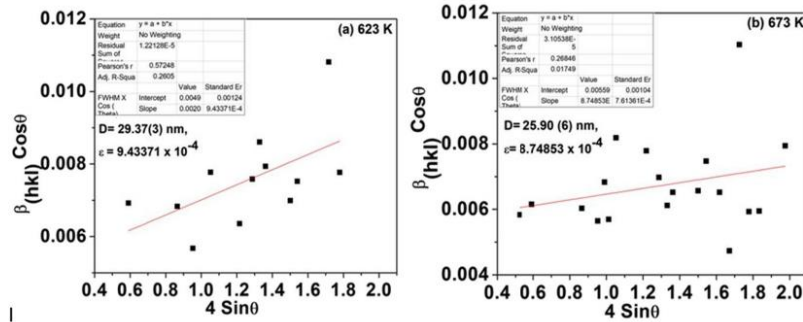 Equation y = a + b*x
Weight No Weighting
Residual 1.22128E-5
Sum of
Pearson's r 0.57248
Adj. R-Squa 0.2605
Value Standard Er
FWHM X Intercept 0.0049 0.00124
Cos ( Slope 0.0020 9.43371E-4
Theta)
(a) 623 K
D= 29.37(3) nm,
ε = 9.43371 x 10⁻⁴
β(hkl) Cosθ
0.012
0.010
0.008
0.006
0.4 0.6 0.8 1.0 1.2 1.4 1.6 1.8 2.0
4 Sinθ
Equation y = a + b*x
Weight No Weighting
Residual 3.10538E-
Sum of 5
Pearson's r 0.26846
Adj. R-Squa 0.01749
Value Standard Er
FWHM X Intercept 0.00559 0.00104
Cos ( Slope 8.74853E 7.61361E-4
(b) 673 K
D= 25.90 (6) nm,
ε = 8.74853 x 10⁻⁴
β(hkl) Cosθ
0.012
0.010
0.008
0.006
0.004
0.4 0.6 0.8 1.0 1.2 1.4 1.6 1.8 2.0
4 Sinθ